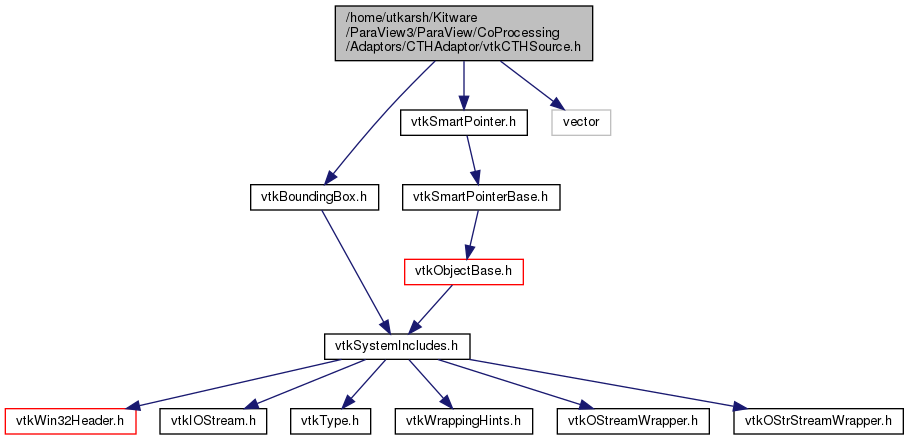 /home/utkarsh/Kitware
/ParaView3/ParaView/CoProcessing
/Adaptors/CTHAdaptor/vtkCTHSource.h
vtkSmartPointer.h
vector
vtkBoundingBox.h
vtkSmartPointerBase.h
vtkObjectBase.h
vtkSystemIncludes.h
vtkWin32Header.h
vtkIOStream.h
vtkType.h
vtkWrappingHints.h
vtkOStreamWrapper.h
vtkOStrStreamWrapper.h